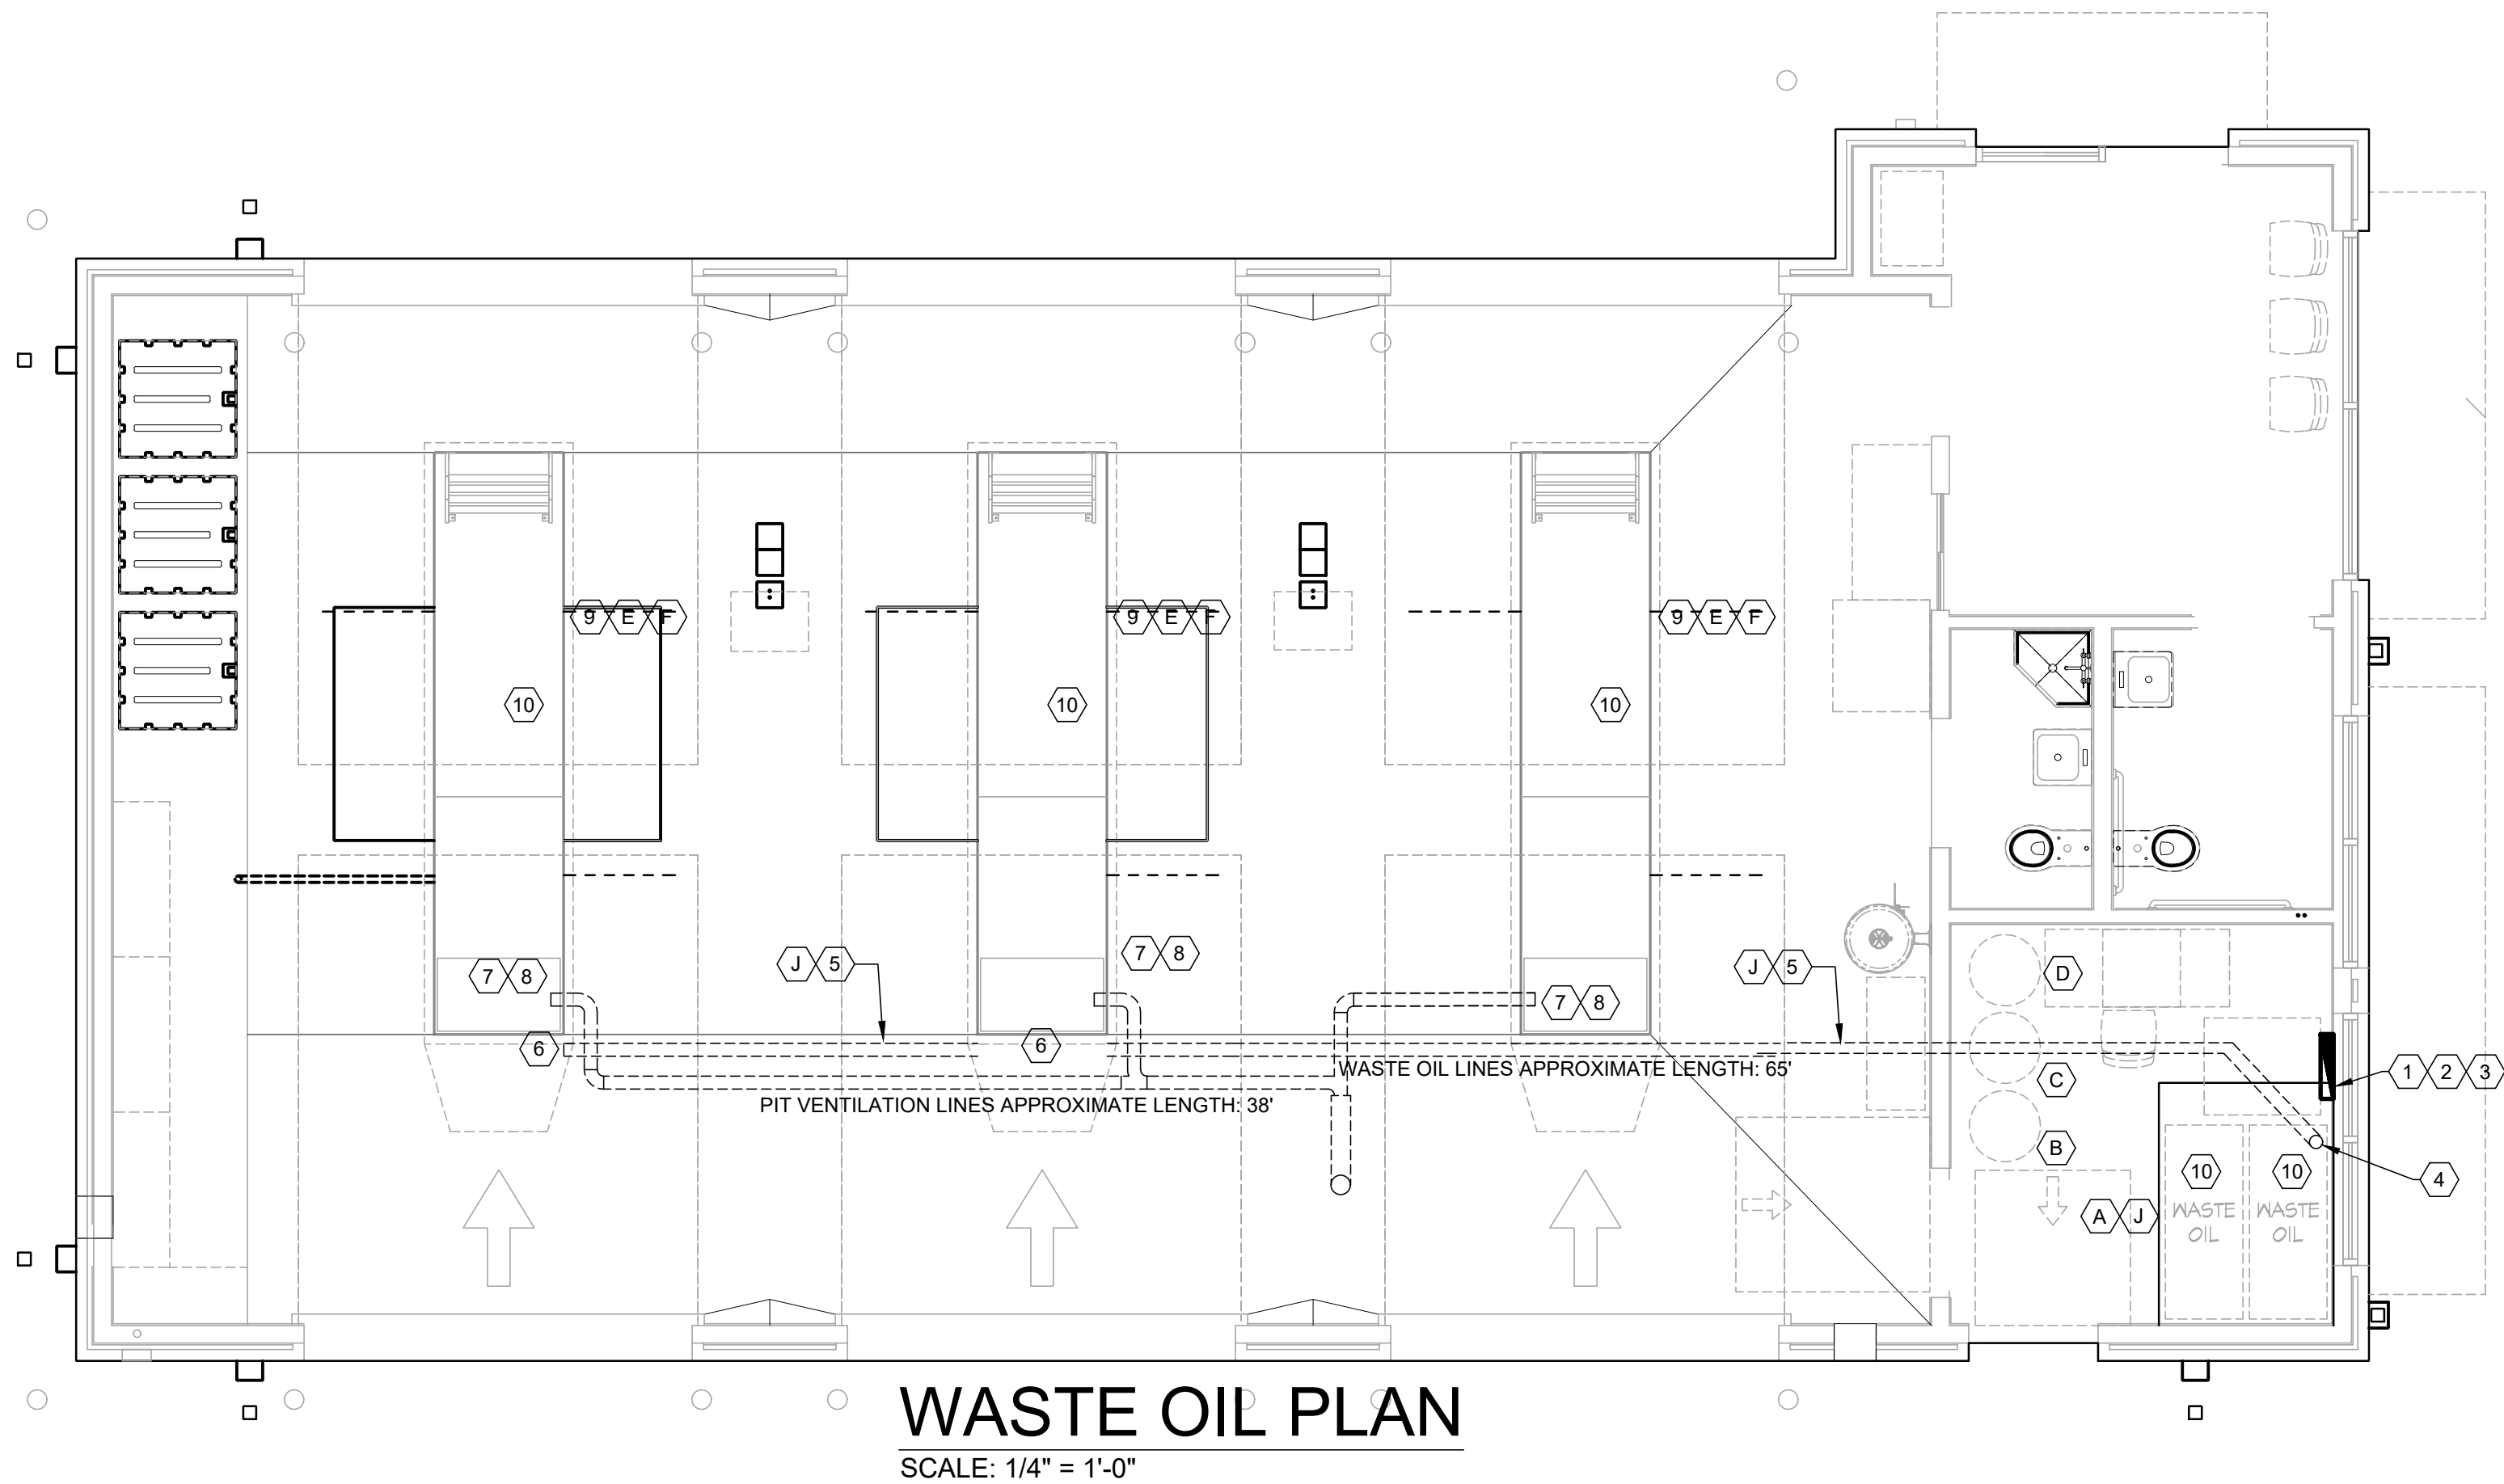 9 E F
9 E F
9 E F
10
10
10
7 8
J 5
7 8
J 5
D
7 8
6
6
WASTE OIL LINES APPROXIMATE LENGTH: 65'
1 2 3
C
PIT VENTILATION LINES APPROXIMATE LENGTH: 38'
B
10
10
4
A J
WASTE
OIL
WASTE
OIL
WASTE OIL PLAN
SCALE: 1/4" = 1'-0"